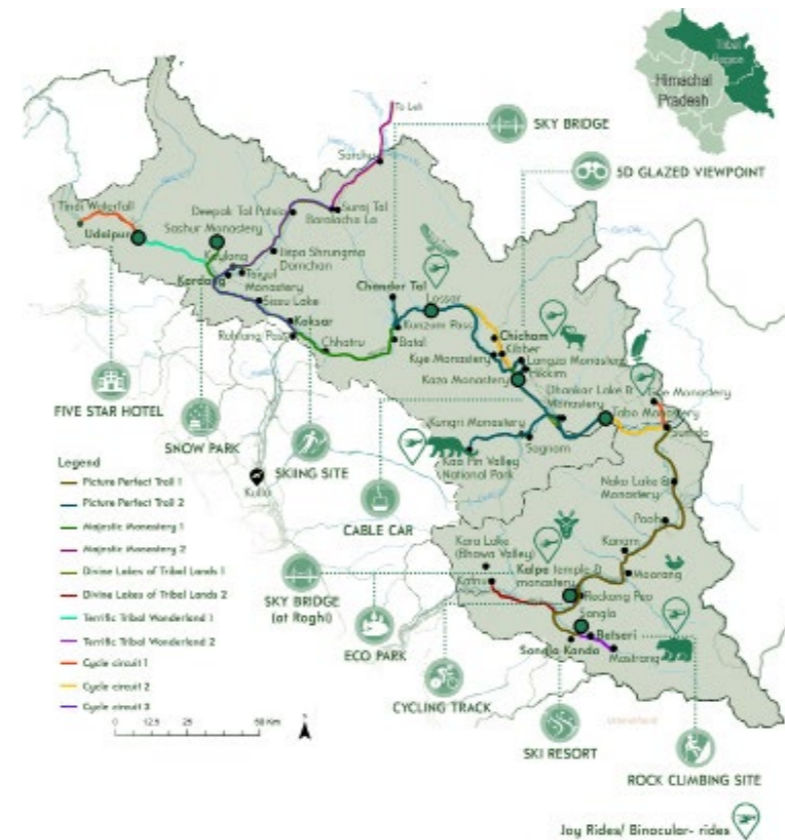 Tribal
Region
Himachal
Pradesh
To Leh
SKY BRIDGE
5D GLAZED VIEWPOINT
Sarchu
Tindi Waterfall
Udaipur
Deepak Tal Patsio
Suraj Tal
Baralacha La
Sashur Monastery
Keylong
Jispa Shrungma
Damchan
Kardang
Tayul
Monastery
Sissu Lake
Koksar
Rohtang Pass
Chhatru
Chander Tal
Lossar
Kunzum Pass
Batal
Chicham
Kibber
Kye Monastery
Langza Monastery
Hikkim
Kaza Monastery
Dhankar Lake &
Monastery
Tabo Monastery
Sumdo
Kungri Monastery
Sagnam
National Park
FIVE STAR HOTEL
SNOW PARK
SKIING SITE
CABLE CAR
Kullu
Nako Lake &
Monastery
Pooh
Kanam
Moorang
Kara Lake
(Bhawa Valley)
Kalpa temple &
monastery
Reckong Peo
Sangla
Batseri
Sangla Kanda
Mastrang
Legend
Picture Perfect Trail 1
Picture Perfect Trail 2
Majestic Monastery 1
Majestic Monastery 2
Divine Lakes of Tribal Lands 1
Divine Lakes of Tribal Lands 2
Terrific Tribal Wonderland 1
Terrific Tribal Wonderland 2
Cycle circuit 1
Cycle circuit 2
Cycle circuit 3
0 12.5 25 50 Km
SKY BRIDGE
(at Roghi)
ECO PARK
CYCLING TRACK
SKI RESORT
ROCK CLIMBING SITE
Joy Rides/ Binocular- rides